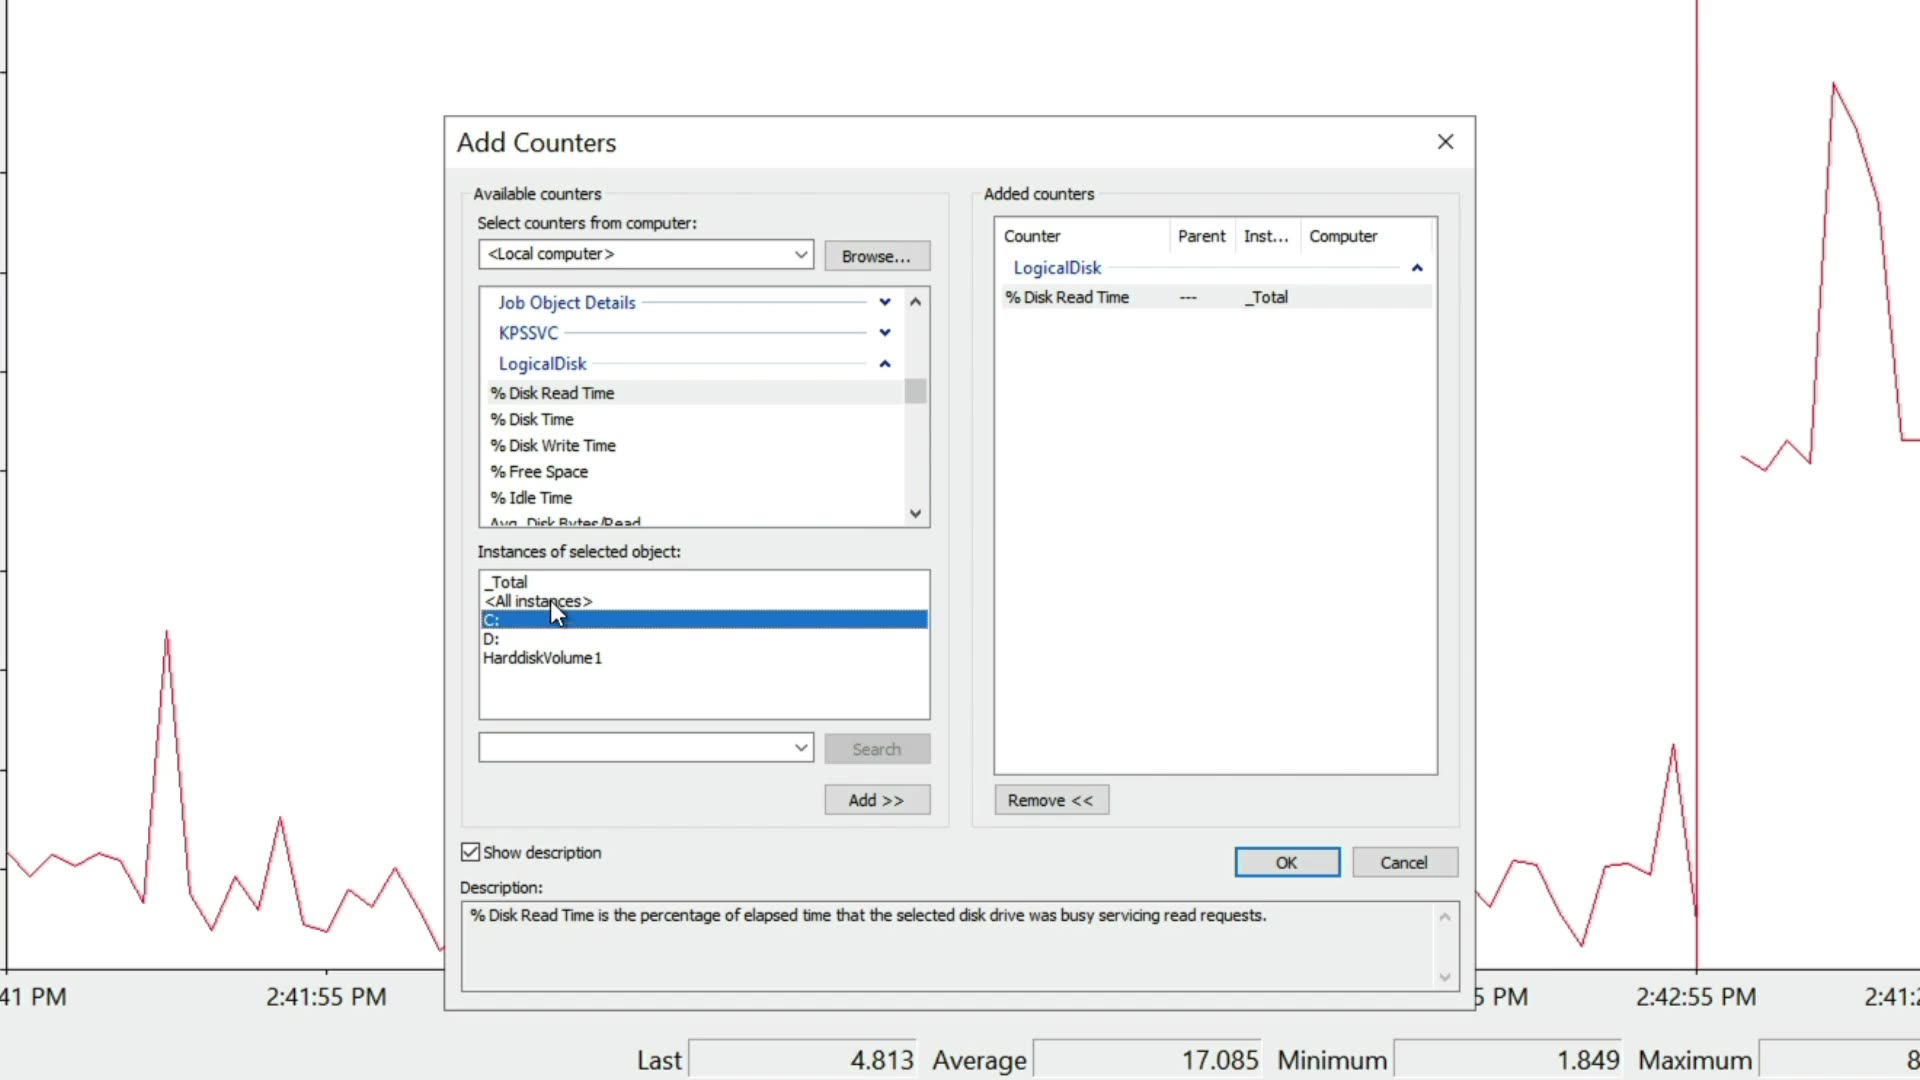 Add Counters
Available counters
Select counters from computer:
<Local computer>
Browse...
Job Object Details
KPSSVC
LogicalDisk
% Disk Read Time
% Disk Time
% Disk Write Time
% Free Space
% Idle Time
Avg. Disk Bytes/Read
Instances of selected object:
_Total
<All instances>
C:
D:
HarddiskVolume1
Search
Add >>
Added counters
Counter Parent Inst... Computer
LogicalDisk
% Disk Read Time --- _Total
Remove <<
Show description
OK Cancel
Description:
% Disk Read Time is the percentage of elapsed time that the selected disk drive was busy servicing read requests.
41 PM 2:41:55 PM 5 PM 2:42:55 PM 2:41:
Last 4.813 Average 17.085 Minimum 1.849 Maximum 8